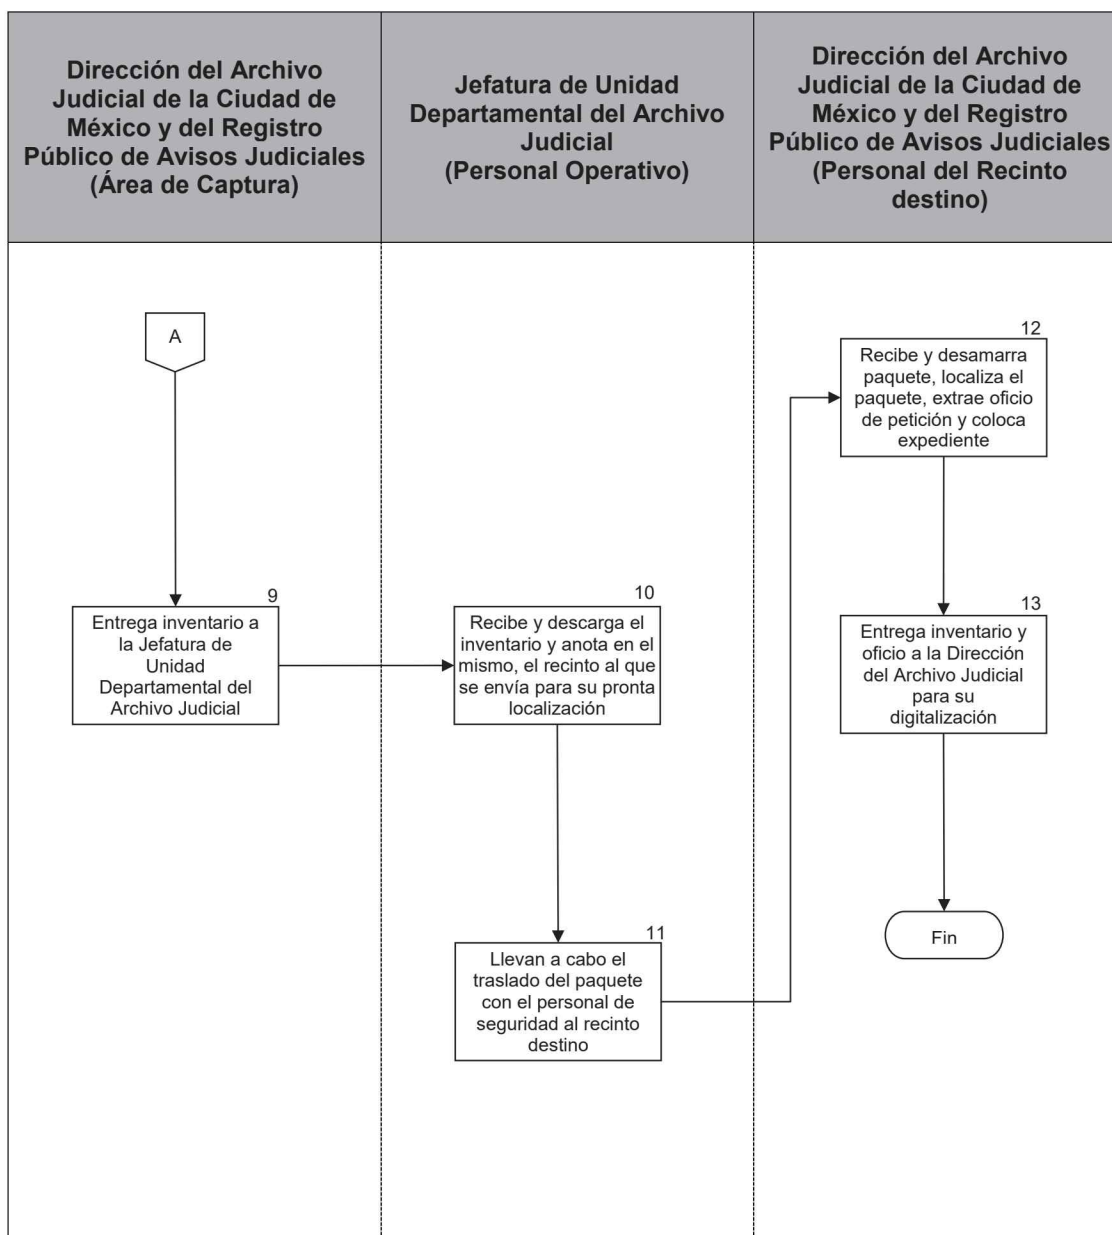 Dirección del Archivo
Judicial de la Ciudad de
México y del Registro
Público de Avisos Judiciales
(Área de Captura)
Jefatura de Unidad
Departamental del Archivo
Judicial
(Personal Operativo)
Dirección del Archivo
Judicial de la Ciudad de
México y del Registro
Público de Avisos Judiciales
(Personal del Recinto
destino)
A
9
Entrega inventario a
la Jefatura de
Unidad
Departamental del
Archivo Judicial
10
Recibe y descarga el
inventario y anota en el
mismo, el recinto al que
se envía para su pronta
localización
11
Llevan a cabo el
traslado del paquete
con el personal de
seguridad al recinto
destino
12
Recibe y desamarra
paquete, localiza el
paquete, extrae oficio
de petición y coloca
expediente
13
Entrega inventario y
oficio a la Dirección
del Archivo Judicial
para su
digitalización
Fin